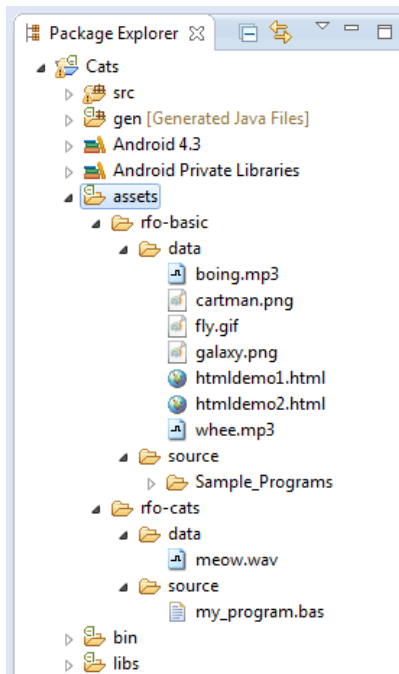 Package Explorer
Cats
src
gen [Generated Java Files]
Android 4.3
Android Private Libraries
assets
rfo-basic
data
boing.mp3
cartman.png
fly.gif
galaxy.png
htmldemo1.html
htmldemo2.html
whee.mp3
source
Sample_Programs
rfo-cats
data
meow.wav
source
my_program.bas
bin
libs